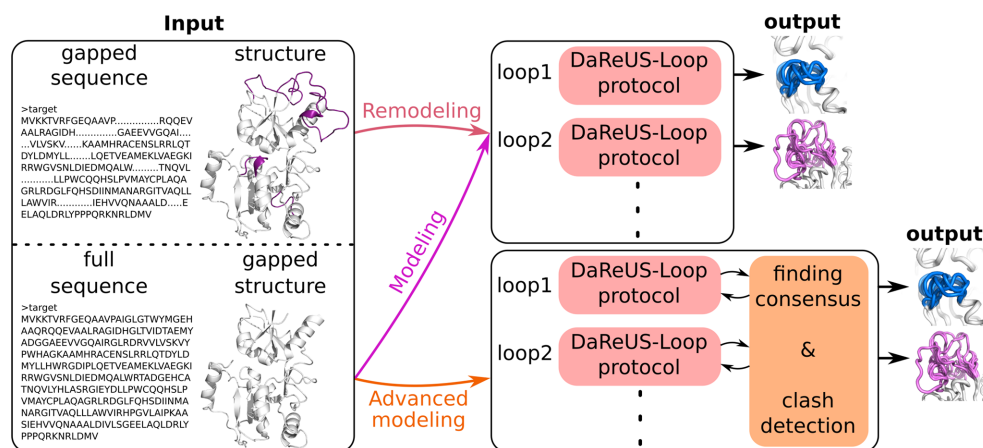 Input
gapped
sequence
structure
>target
MVKKTVRFGEQAAVP...............RQQEV
AALRAGIDH..............GAEEVVGQAI....
...VLVSKV......KAAMHRACENSLRRLQT
DYLDMYLL.......LQETVEAMEKLVAEGKI
RRWGVSNLDIEDMQALW.........TNQVL
............LLPWCQQHSLPVMAYCPLAQA
GRLRDGLFQHSDIINMANARGITVAQLL
LAWVIR............IEHVVQNAAALD.....E
ELAQLDRLYPPPQRKNRLDMV
full
sequence
gapped
structure
>target
MVKKTVRFGEQAAVPAIGLGTWYMGEH
AAQRQQEVAALRAGIDHGLTVIDTAEMY
ADGGAEEVVGQAIRGLRDRVVLVSKVY
PWHAGKAAMHRACENSLRRLQTDYLD
MYLLHWRGDIPLQETVEAMEKLVAEGKI
RRWGVSNLDIEDMQALWRTADGEHCA
TNQVLYHLASRGIEYDLLPWCQQHSLP
VMAYCPLAQAGRLRDGLFQHSDIINMA
NARGITVAQLLLAWVIRHPGVLAIPKAA
SIEHVVQNAAALDIVLSGEELAQLDRLY
PPPQRKNRLDMV
Remodeling
Modeling
Advanced
modeling
loop1
DaReUS-Loop
protocol
loop2
DaReUS-Loop
protocol
output
loop1
DaReUS-Loop
protocol
loop2
DaReUS-Loop
protocol
finding
consensus
&
clash
detection
output